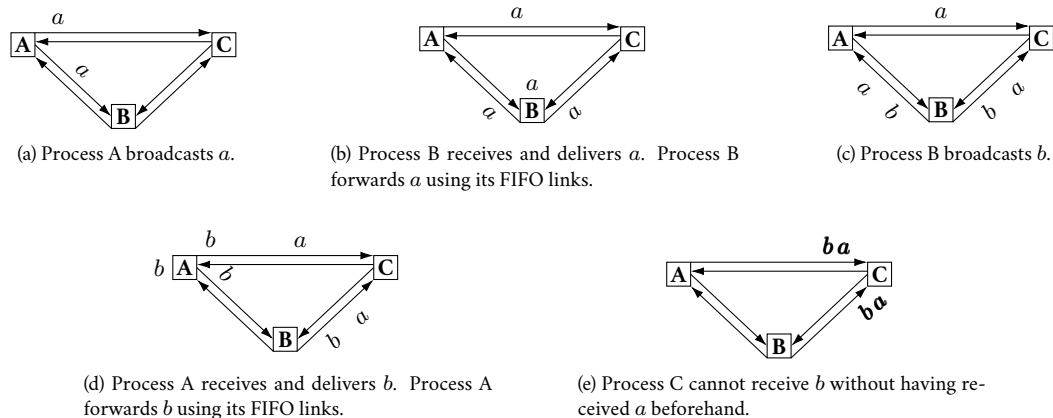 a
A
C
a
B
(a) Process A broadcasts a.
a
A
C
a
B
a
a
(b) Process B receives and delivers a. Process B
forwards a using its FIFO links.
a
A
C
a
b
B
b
a
(c) Process B broadcasts b.
b
a
b
A
b
C
B
b
a
(d) Process A receives and delivers b. Process A
forwards b using its FIFO links.
b a
A
C
b a
B
(e) Process C cannot receive b without having re-
ceived a beforehand.